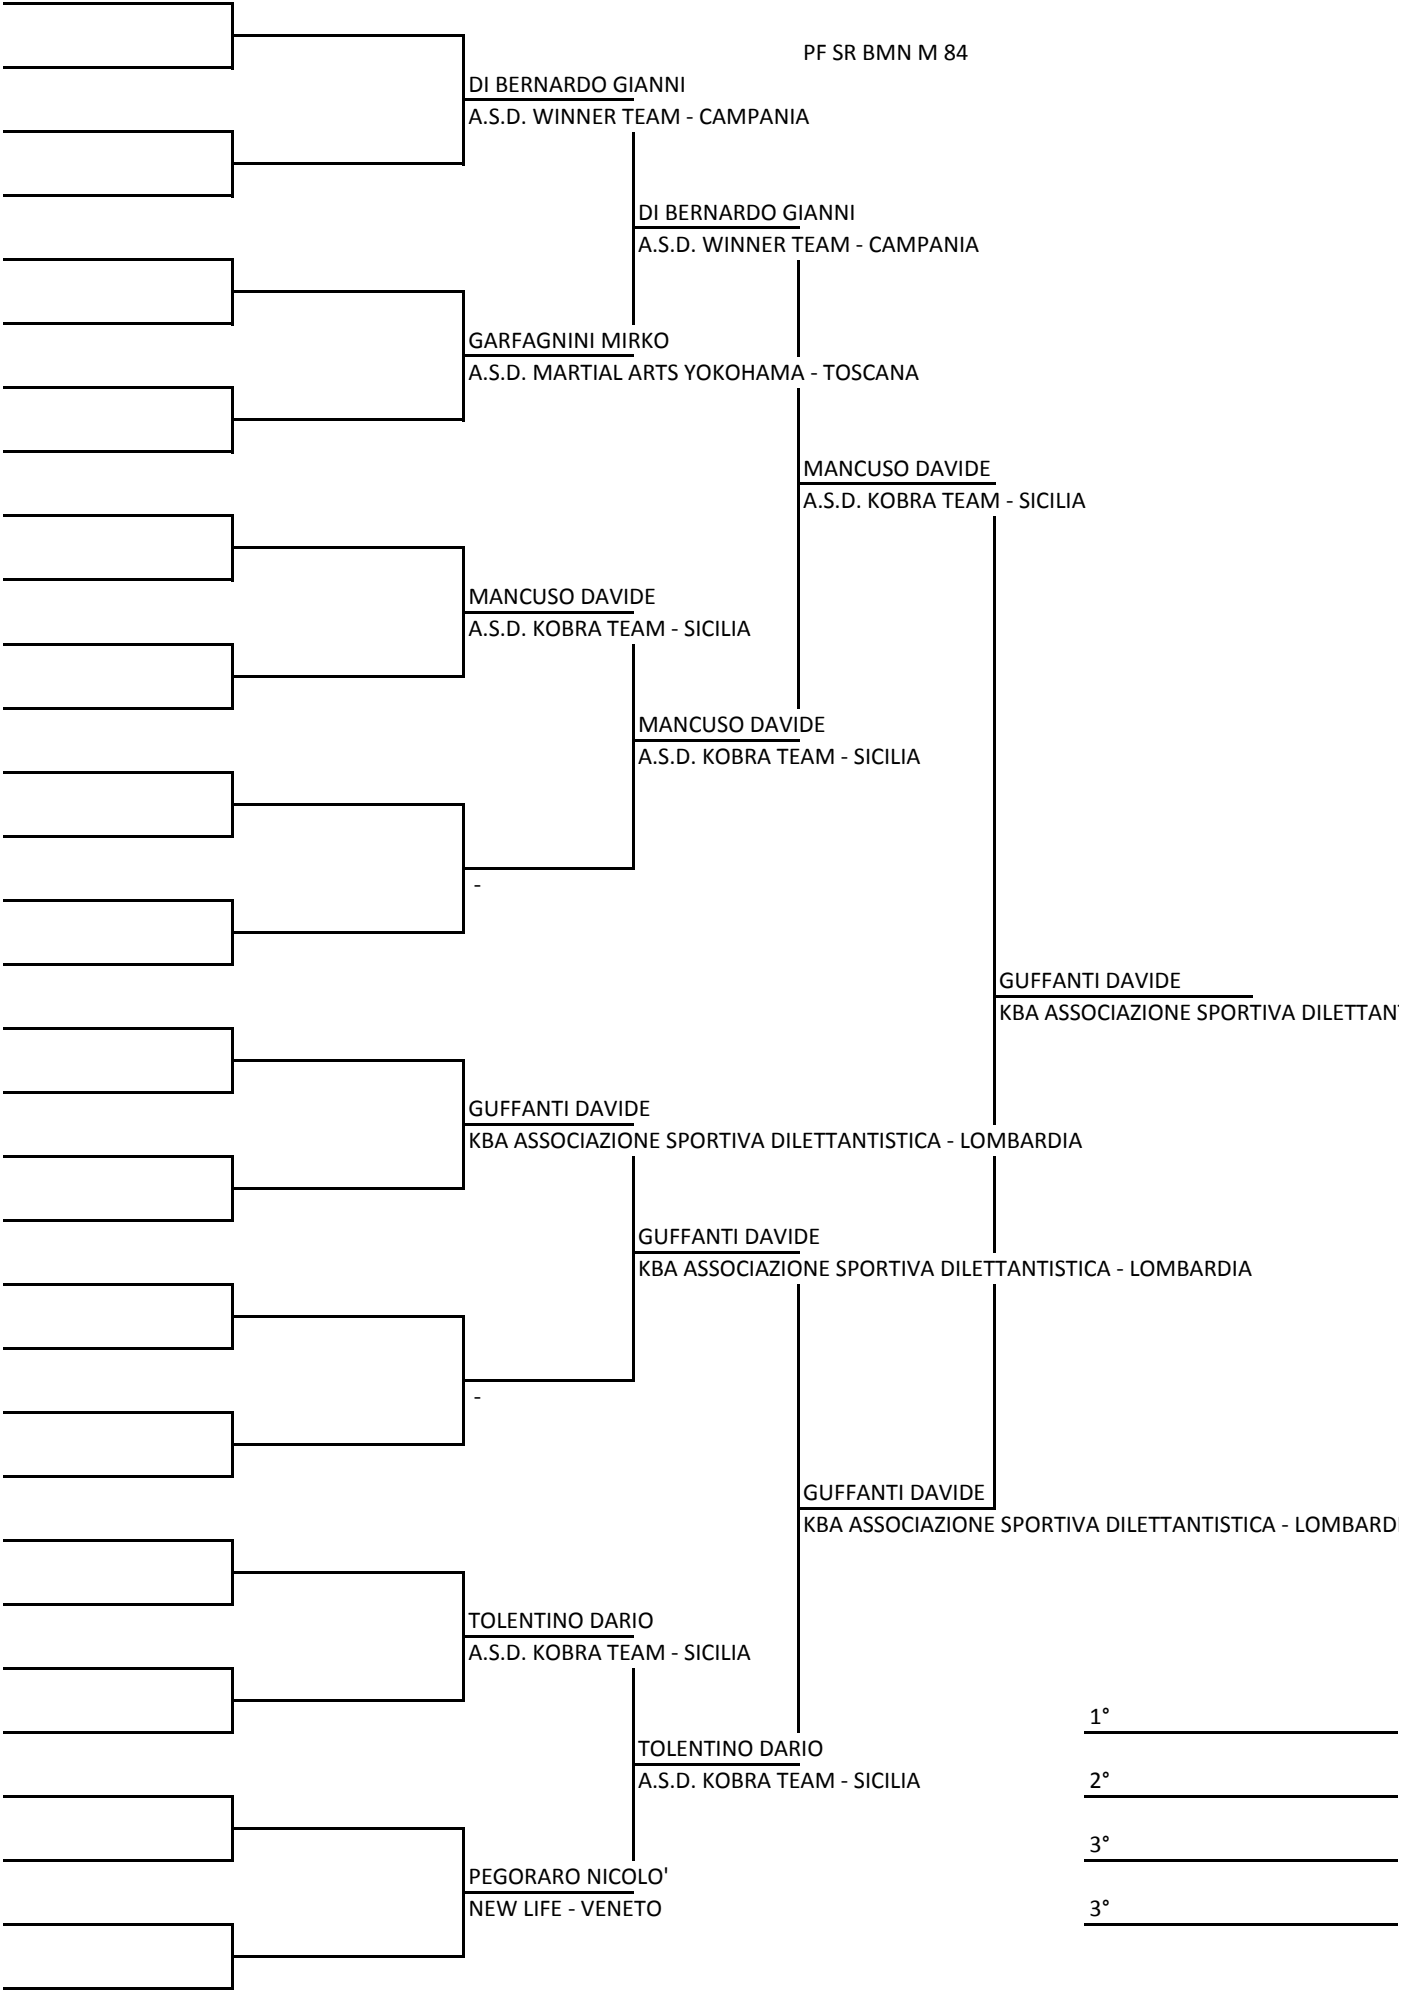 PF SR BMN M 84
DI BERNARDO GIANNI
A.S.D. WINNER TEAM - CAMPANIA
DI BERNARDO GIANNI
A.S.D. WINNER TEAM - CAMPANIA
GARFAGNINI MIRKO
A.S.D. MARTIAL ARTS YOKOHAMA - TOSCANA
MANCUSO DAVIDE
A.S.D. KOBRA TEAM - SICILIA
MANCUSO DAVIDE
A.S.D. KOBRA TEAM - SICILIA
MANCUSO DAVIDE
A.S.D. KOBRA TEAM - SICILIA
-
GUFFANTI DAVIDE
KBA ASSOCIAZIONE SPORTIVA DILETTAN
GUFFANTI DAVIDE
KBA ASSOCIAZIONE SPORTIVA DILETTANTISTICA - LOMBARDIA
GUFFANTI DAVIDE
KBA ASSOCIAZIONE SPORTIVA DILETTANTISTICA - LOMBARDIA
-
GUFFANTI DAVIDE
KBA ASSOCIAZIONE SPORTIVA DILETTANTISTICA - LOMBARD
TOLENTINO DARIO
A.S.D. KOBRA TEAM - SICILIA
1°
TOLENTINO DARIO
A.S.D. KOBRA TEAM - SICILIA
2°
3°
PEGORARO NICOLO'
NEW LIFE - VENETO
3°